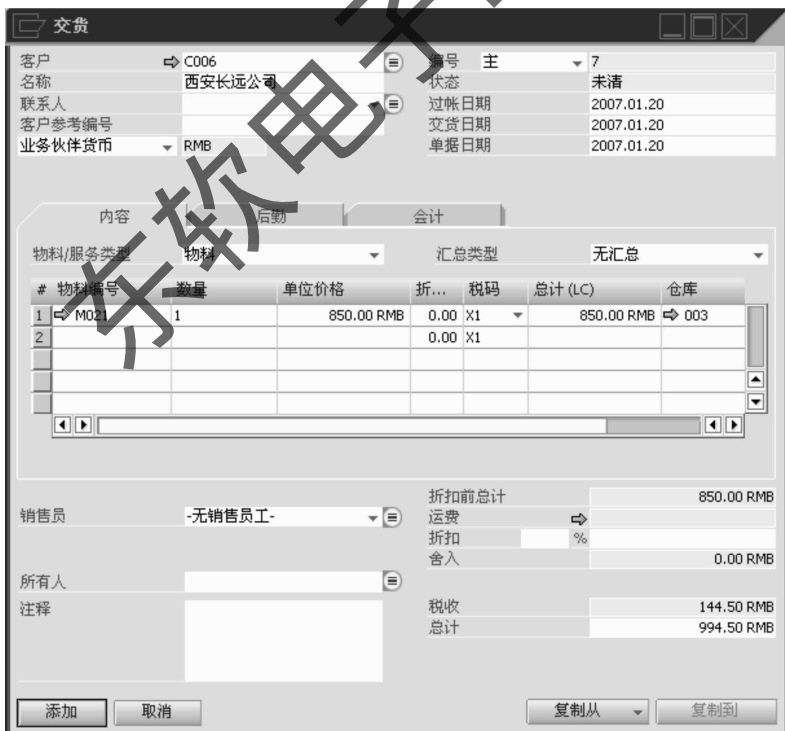 交货
客户 C006 编号 主 7
名称 西安长远公司 状态 未清
联系人 过帐日期 2007.01.20
客户参考编号 交货日期 2007.01.20
业务伙伴货币 RMB 单据日期 2007.01.20
内容 后勤 会计
物料/服务类型 物料 汇总类型 无汇总
# 物料编号 数量 单位价格 折... 税码 总计 (LC) 仓库
1 M021 1 850.00 RMB 0.00 X1 850.00 RMB 003
2 0.00 X1
折扣前总计 850.00 RMB
销售员 -无销售员工- 运费
折扣 %
舍入 0.00 RMB
所有人
注释 税收 144.50 RMB
总计 994.50 RMB
添加 取消 复制从 复制到
东软电子